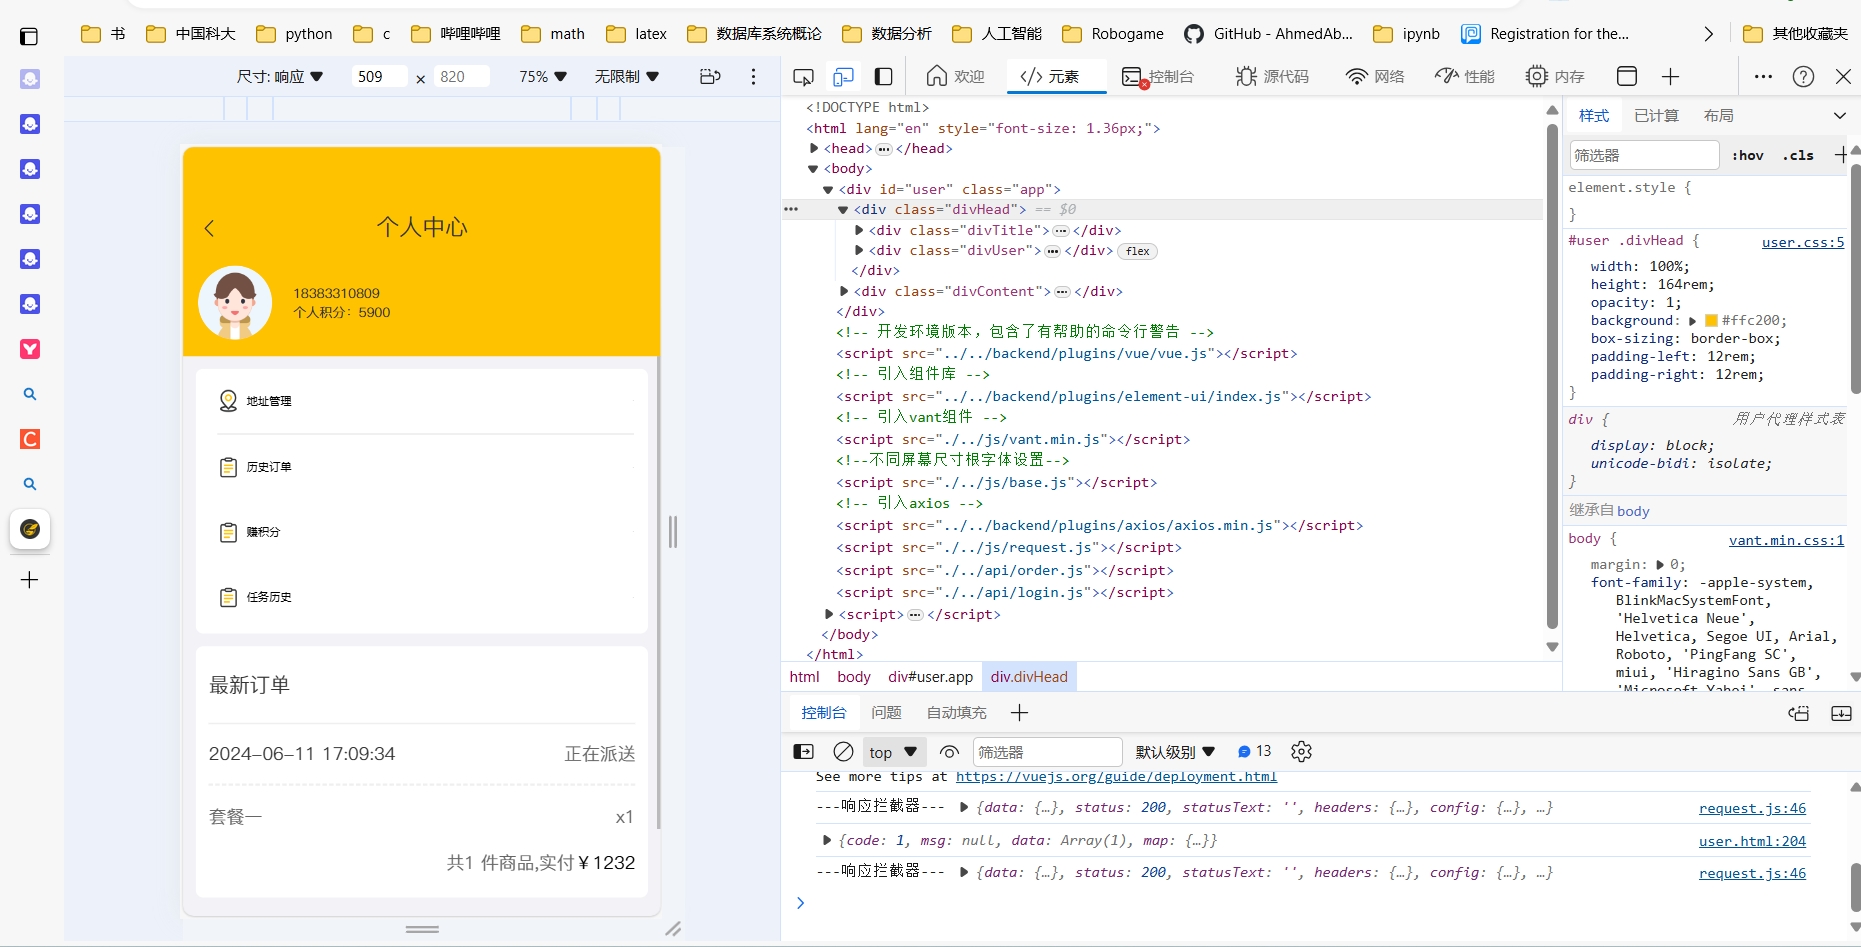 书 中国科大 python c 哔哩哔哩 math latex 数据库系统概论 数据分析 人工智能 Robogame GitHub - AhmedAb... ipynb Registration for the... 其他收藏夹
尺寸: 响应 509 × 820 75% 无限制
欢迎 </> 元素 控制台 源代码 网络 性能 内存
个人中心
18383310809
个人积分：5900
地址管理
历史订单
赚积分
任务历史
最新订单
2024-06-11 17:09:34 正在派送
套餐一 x1
共1 件商品,实付￥1232
<!DOCTYPE html>
<html lang="en" style="font-size: 1.36px;">
<head> ••• </head>
<body>
<div id="user" class="app">
••• <div class="divHead"> == $0
<div class="divTitle"> ••• </div>
<div class="divUser"> ••• </div> flex
</div>
<div class="divContent"> ••• </div>
</div>
<!-- 开发环境版本，包含了有帮助的命令行警告 -->
<script src="../../backend/plugins/vue/vue.js"></script>
<!-- 引入组件库 -->
<script src="../../backend/plugins/element-ui/index.js"></script>
<!-- 引入vant组件 -->
<script src="./../js/vant.min.js"></script>
<!--不同屏幕尺寸根字体设置-->
<script src="./../js/base.js"></script>
<!-- 引入axios -->
<script src="../../backend/plugins/axios/axios.min.js"></script>
<script src="./../js/request.js"></script>
<script src="./../api/order.js"></script>
<script src="./../api/login.js"></script>
<script> ••• </script>
</body>
</html>
html body div#user.app div.divHead
样式 已计算 布局
筛选器 :hov .cls
element.style {
}
#user .divHead { user.css:5
width: 100%;
height: 164rem;
opacity: 1;
background: #ffc200;
box-sizing: border-box;
padding-left: 12rem;
padding-right: 12rem;
}
div { 用户代理样式表
display: block;
unicode-bidi: isolate;
}
继承自 body
body { vant.min.css:1
margin: 0;
font-family: -apple-system,
BlinkMacSystemFont,
'Helvetica Neue',
Helvetica, Segoe UI, Arial,
Roboto, 'PingFang SC',
miui, 'Hiragino Sans GB',
'Microsoft Yahei', sans
控制台 问题 自动填充
top 筛选器 默认级别 13
See more tips at https://vuejs.org/guide/deployment.html
---响应拦截器--- {data: {…}, status: 200, statusText: '', headers: {…}, config: {…}, …} request.js:46
{code: 1, msg: null, data: Array(1), map: {…}} user.html:204
---响应拦截器--- {data: {…}, status: 200, statusText: '', headers: {…}, config: {…}, …} request.js:46